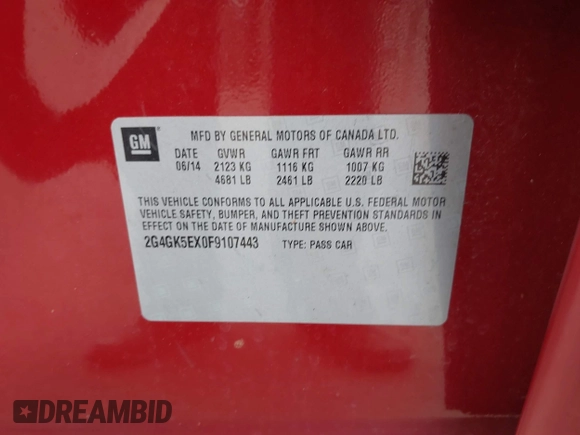 GM
MFD BY GENERAL MOTORS OF CANADA LTD.
DATE GVWR GAWR FRT GAWR RR
06/14 2123 KG 1116 KG 1007 KG
4681 LB 2461 LB 2220 LB
THIS VEHICLE CONFORMS TO ALL APPLICABLE U.S. FEDERAL MOTOR
VEHICLE SAFETY, BUMPER, AND THEFT PREVENTION STANDARDS IN
EFFECT ON THE DATE OF MANUFACTURE SHOWN ABOVE.
2G4GK5EX0F9107443 TYPE: PASS CAR
DREAMBID